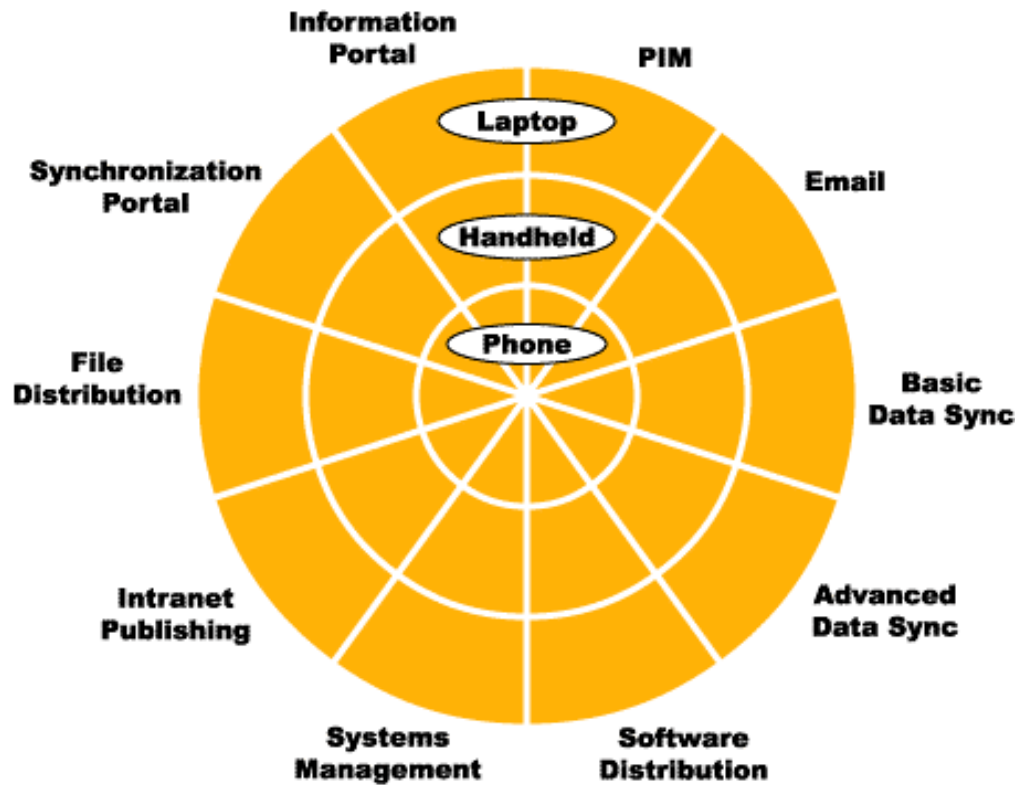 Information
Portal
PIM
Laptop
Synchronization
Portal
Email
Handheld
Phone
File
Distribution
Basic
Data Sync
Intranet
Publishing
Advanced
Data Sync
Systems
Management
Software
Distribution